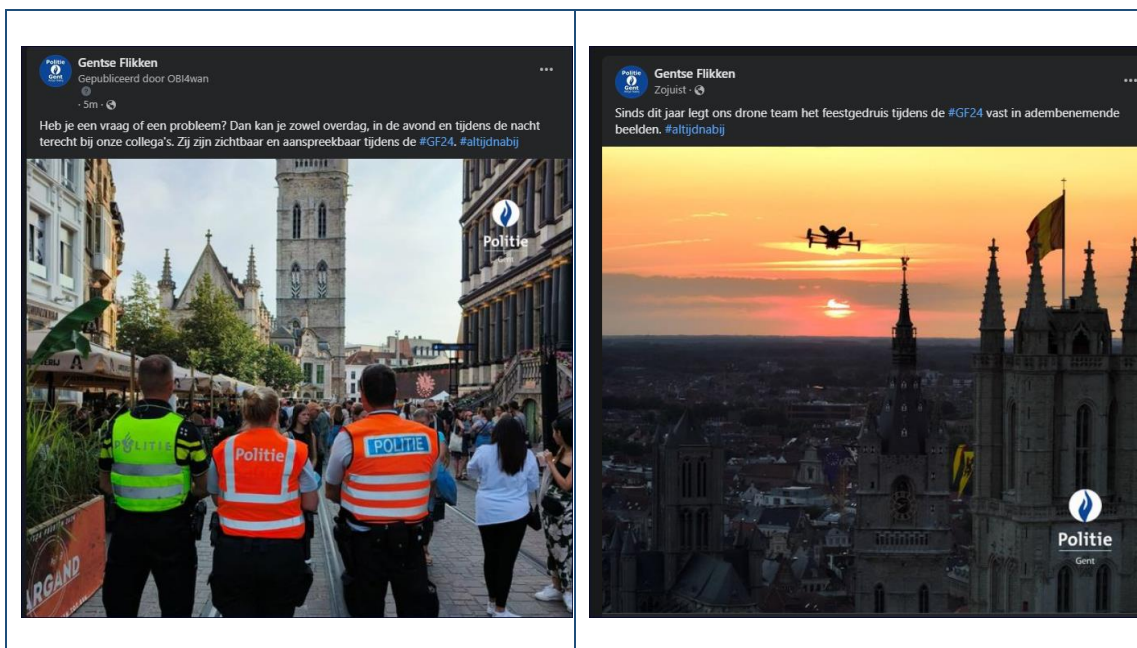 Politie
Gent
Gentse Flikken
Gepubliceerd door OBI4wan
· 5m ·
Heb je een vraag of een probleem? Dan kan je zowel overdag, in de avond en tijdens de nacht
terecht bij onze collega's. Zij zijn zichtbaar en aanspreekbaar tijdens de #GF24. #altijdnabij
Politie
Gent
A
POLITIE
Politie
POLITIE
ARGAND
Politie
Gent
Gentse Flikken
Zojuist ·
Sinds dit jaar legt ons drone team het feestgedruis tijdens de #GF24 vast in adembenemende
beelden. #altijdnabij
Politie
Gent